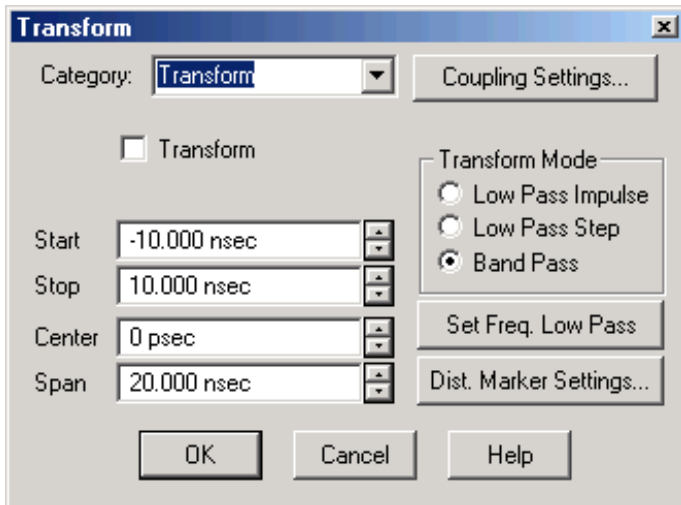 Transform
Category: Transform
Coupling Settings...
Transform
Transform Mode
Low Pass Impulse
Low Pass Step
Band Pass
Start -10.000 nsec
Stop 10.000 nsec
Center 0 psec
Span 20.000 nsec
Set Freq. Low Pass
Dist. Marker Settings...
OK Cancel Help